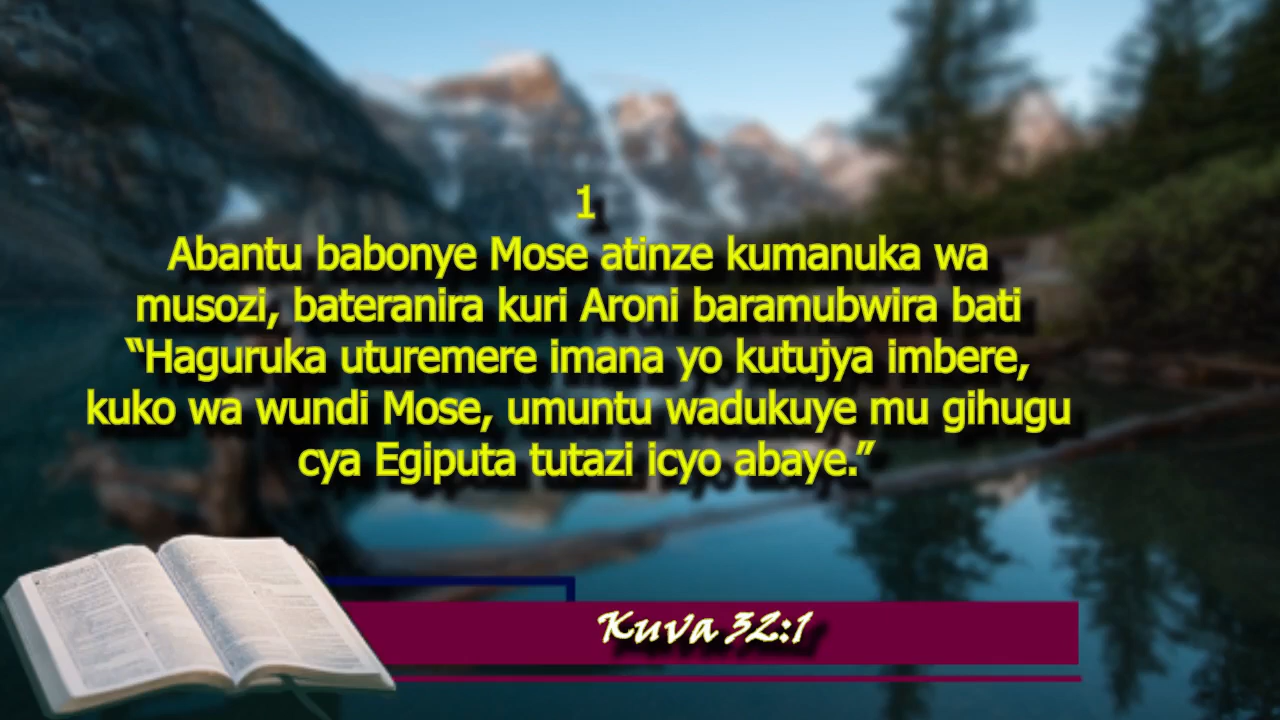 1
Abantu babonye Mose atinze kumanuka wa
musozi, bateranira kuri Aroni baramubwira bati
“Haguruka uturemere imana yo kutujya imbere,
kuko wa wundi Mose, umuntu wadukuye mu gihugu
cya Egiputa tutazi icyo abaye.”
Kuva 32:1